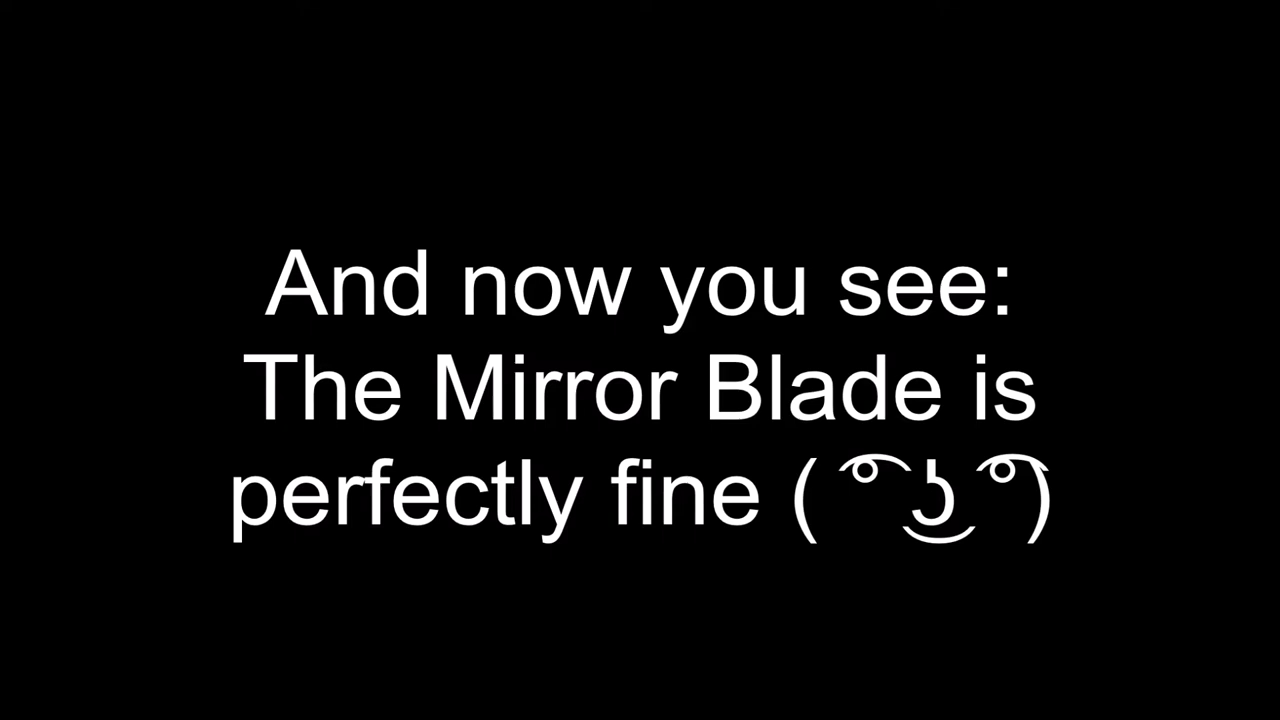 And now you see:
The Mirror Blade is
perfectly fine ( ͡° ͜ʖ ͡°)